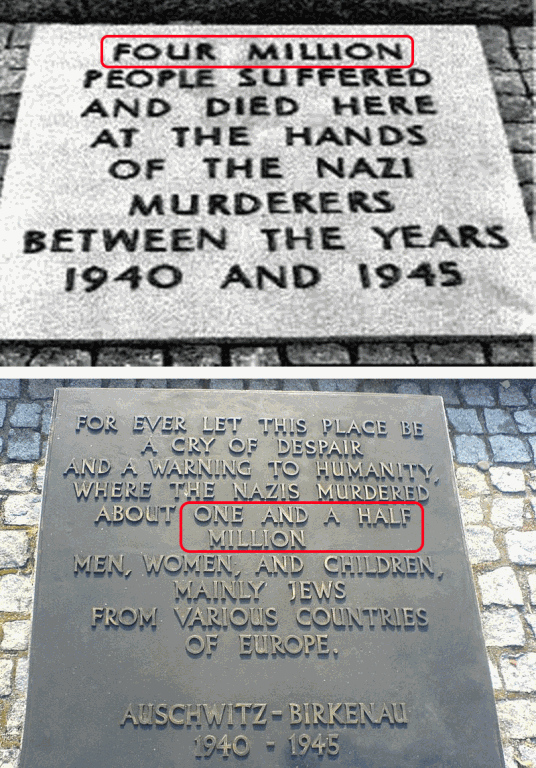 FOUR MILLION
PEOPLE SUFFERED
AND DIED HERE
AT THE HANDS
OF THE NAZI
MURDERERS
BETWEEN THE YEARS
1940 AND 1945
FOR EVER LET THIS PLACE BE
A CRY OF DESPAIR
AND A WARNING TO HUMANITY,
WHERE THE NAZIS MURDERED
ABOUT ONE AND A HALF
MILLION
MEN, WOMEN, AND CHILDREN,
MAINLY JEWS
FROM VARIOUS COUNTRIES
OF EUROPE.
AUSCHWITZ-BIRKENAU
1940 - 1945